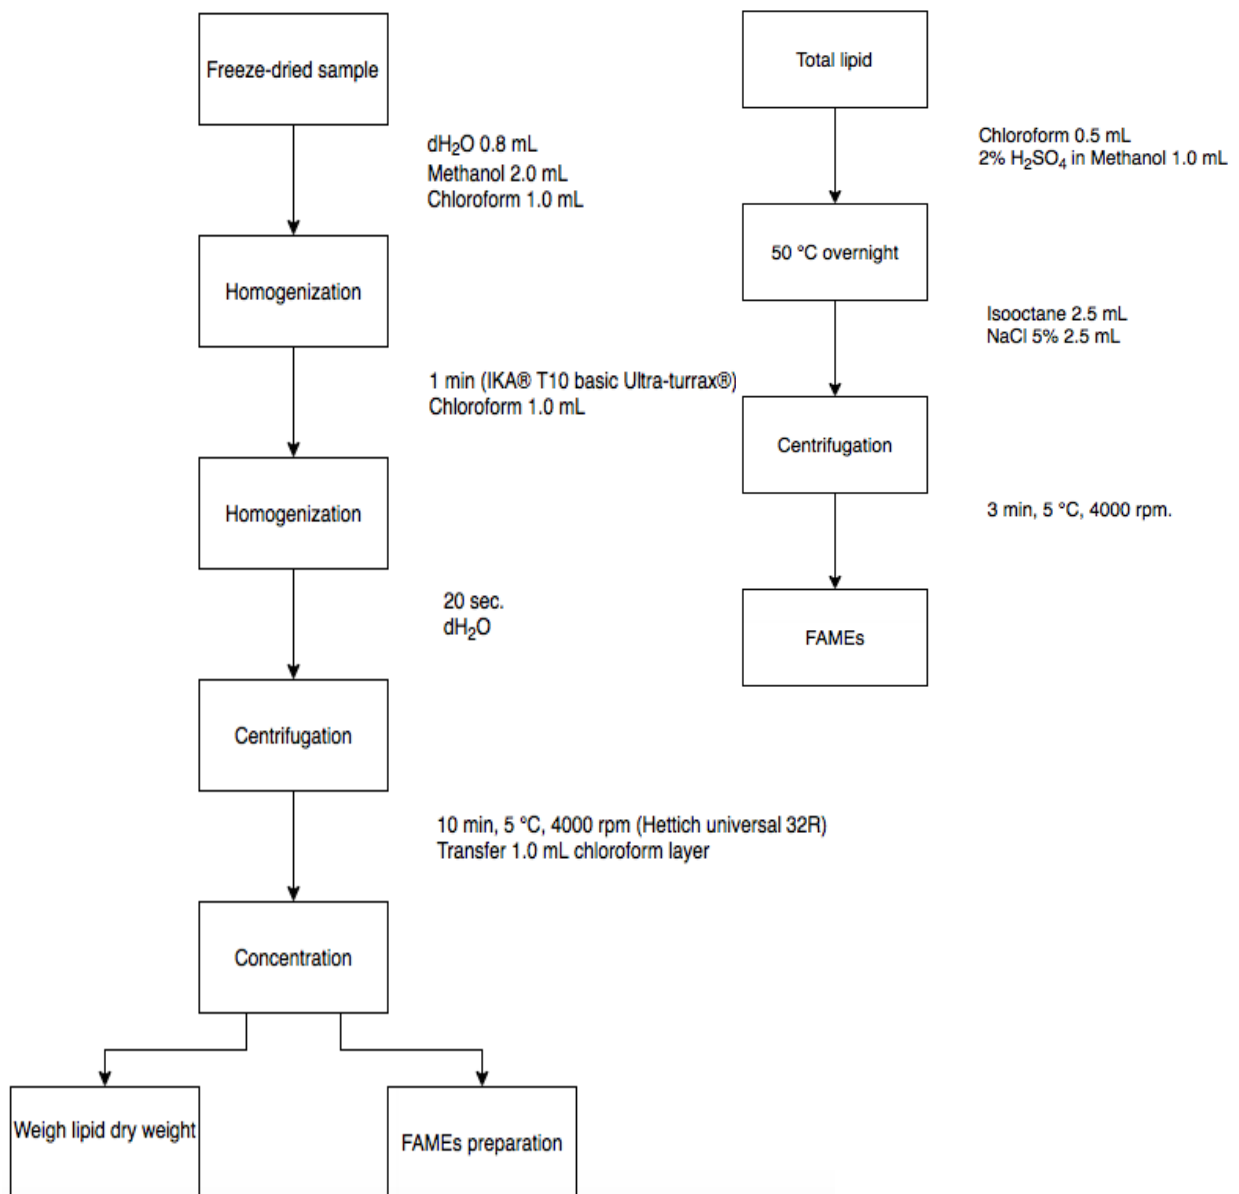 Freeze-dried sample
dH₂O 0.8 mL
Methanol 2.0 mL
Chloroform 1.0 mL
Homogenization
1 min (IKA® T10 basic Ultra-turrax®)
Chloroform 1.0 mL
Homogenization
20 sec.
dH₂O
Centrifugation
10 min, 5 °C, 4000 rpm (Hettich universal 32R)
Transfer 1.0 mL chloroform layer
Concentration
Weigh lipid dry weight
FAMEs preparation
Total lipid
Chloroform 0.5 mL
2% H₂SO₄ in Methanol 1.0 mL
50 °C overnight
Isooctane 2.5 mL
NaCl 5% 2.5 mL
Centrifugation
3 min, 5 °C, 4000 rpm.
FAMEs